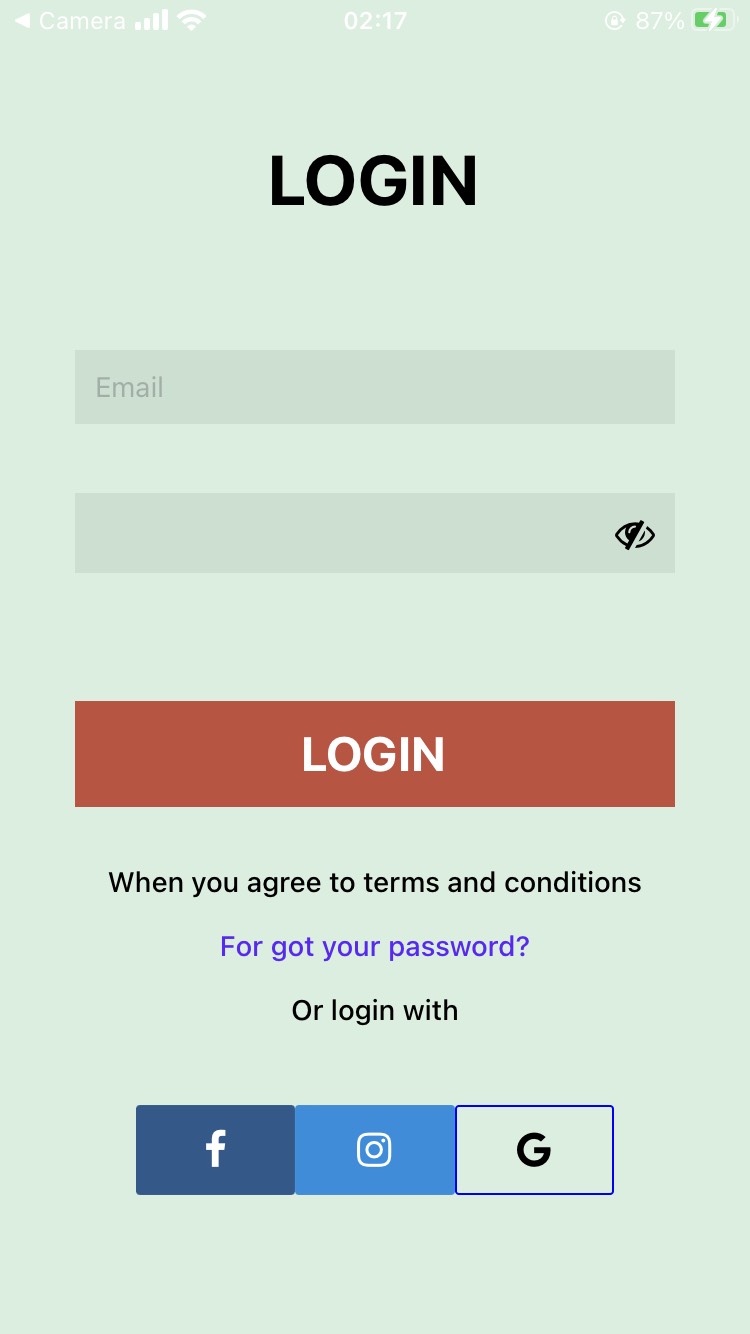 Camera 02:17 87%
LOGIN
Email
LOGIN
When you agree to terms and conditions
For got your password?
Or login with
f G